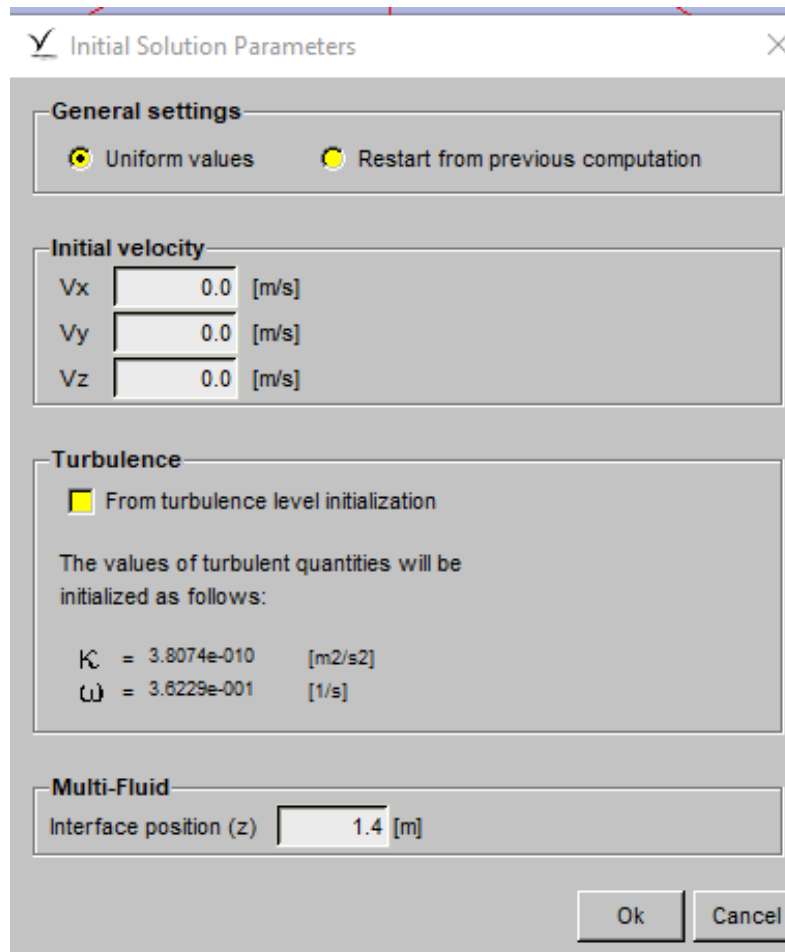 Initial Solution Parameters
General settings
Uniform values Restart from previous computation
Initial velocity
Vx 0.0 [m/s]
Vy 0.0 [m/s]
Vz 0.0 [m/s]
Turbulence
From turbulence level initialization
The values of turbulent quantities will be
initialized as follows:
K = 3.8074e-010 [m2/s2]
ω = 3.6229e-001 [1/s]
Multi-Fluid
Interface position (z) 1.4 [m]
Ok Cancel